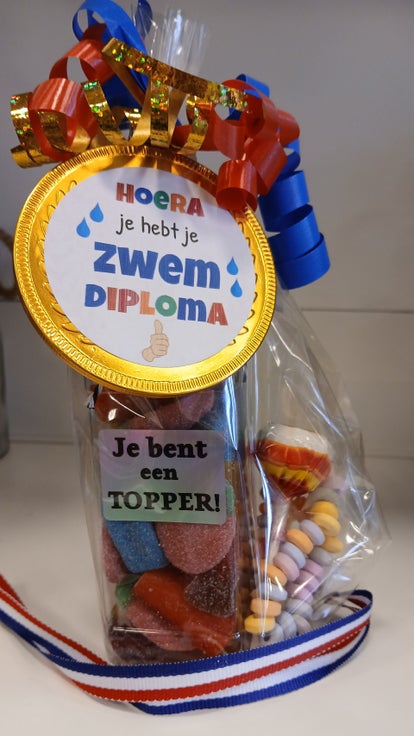 HOERA
je hebt je
ZWEM
DIPLOMA
Je bent
een
TOPPER!